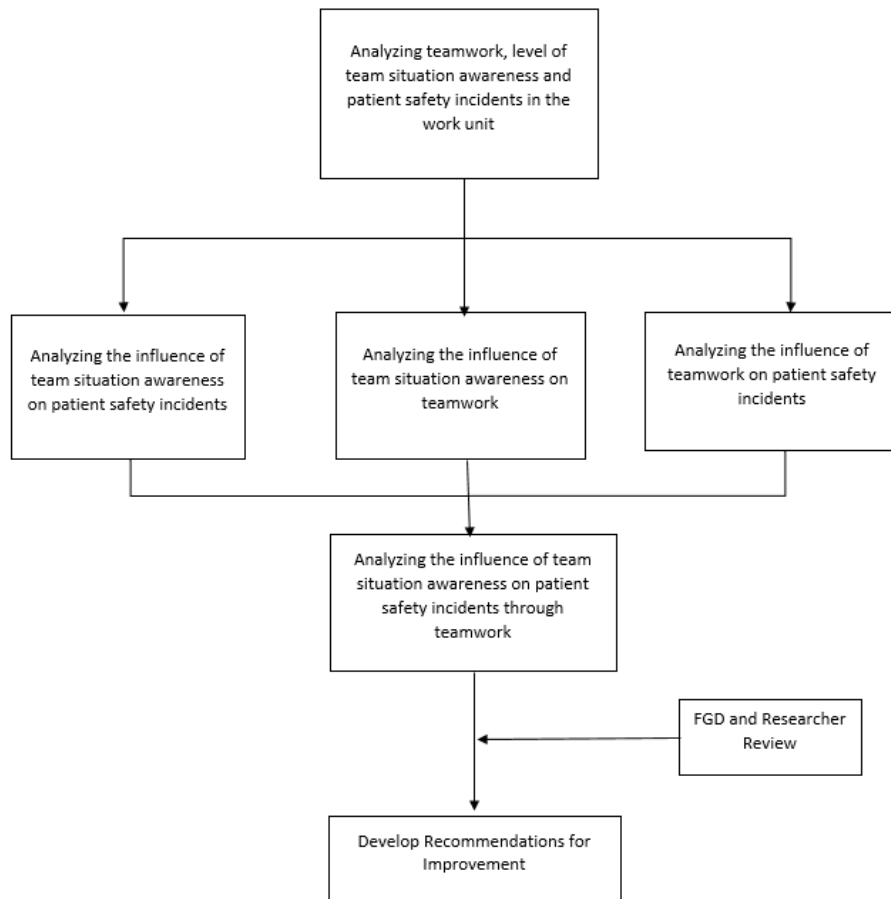 Analyzing teamwork, level of
team situation awareness and
patient safety incidents in the
work unit
Analyzing the influence of
team situation awareness
on patient safety incidents
Analyzing the influence of
team situation awareness on
teamwork
Analyzing the influence of
teamwork on patient safety
incidents
Analyzing the influence of team
situation awareness on patient
safety incidents through
teamwork
FGD and Researcher
Review
Develop Recommendations for
Improvement